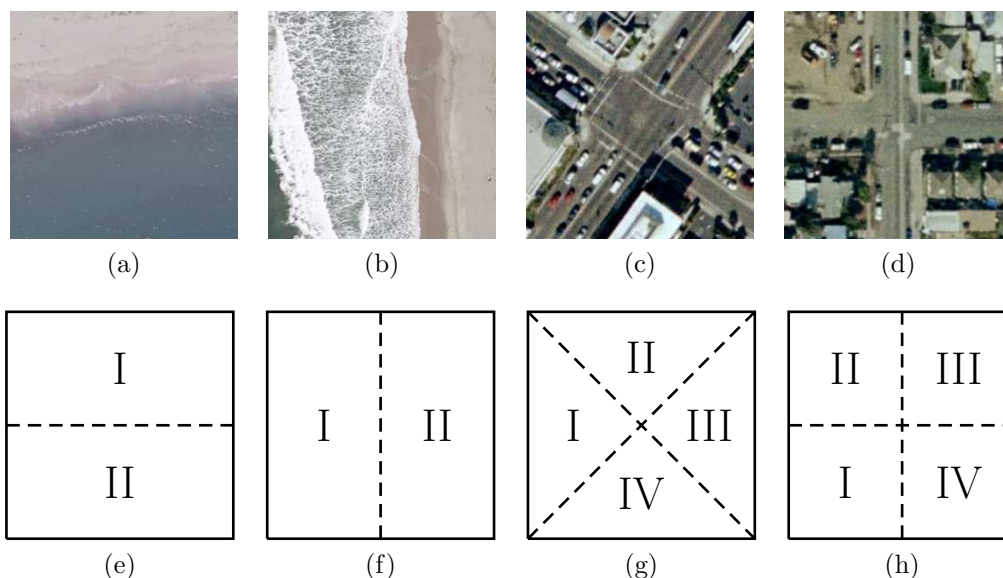 (a) (b) (c) (d)
I
II
I II
II
I III
IV
II III
I IV
(e) (f) (g) (h)